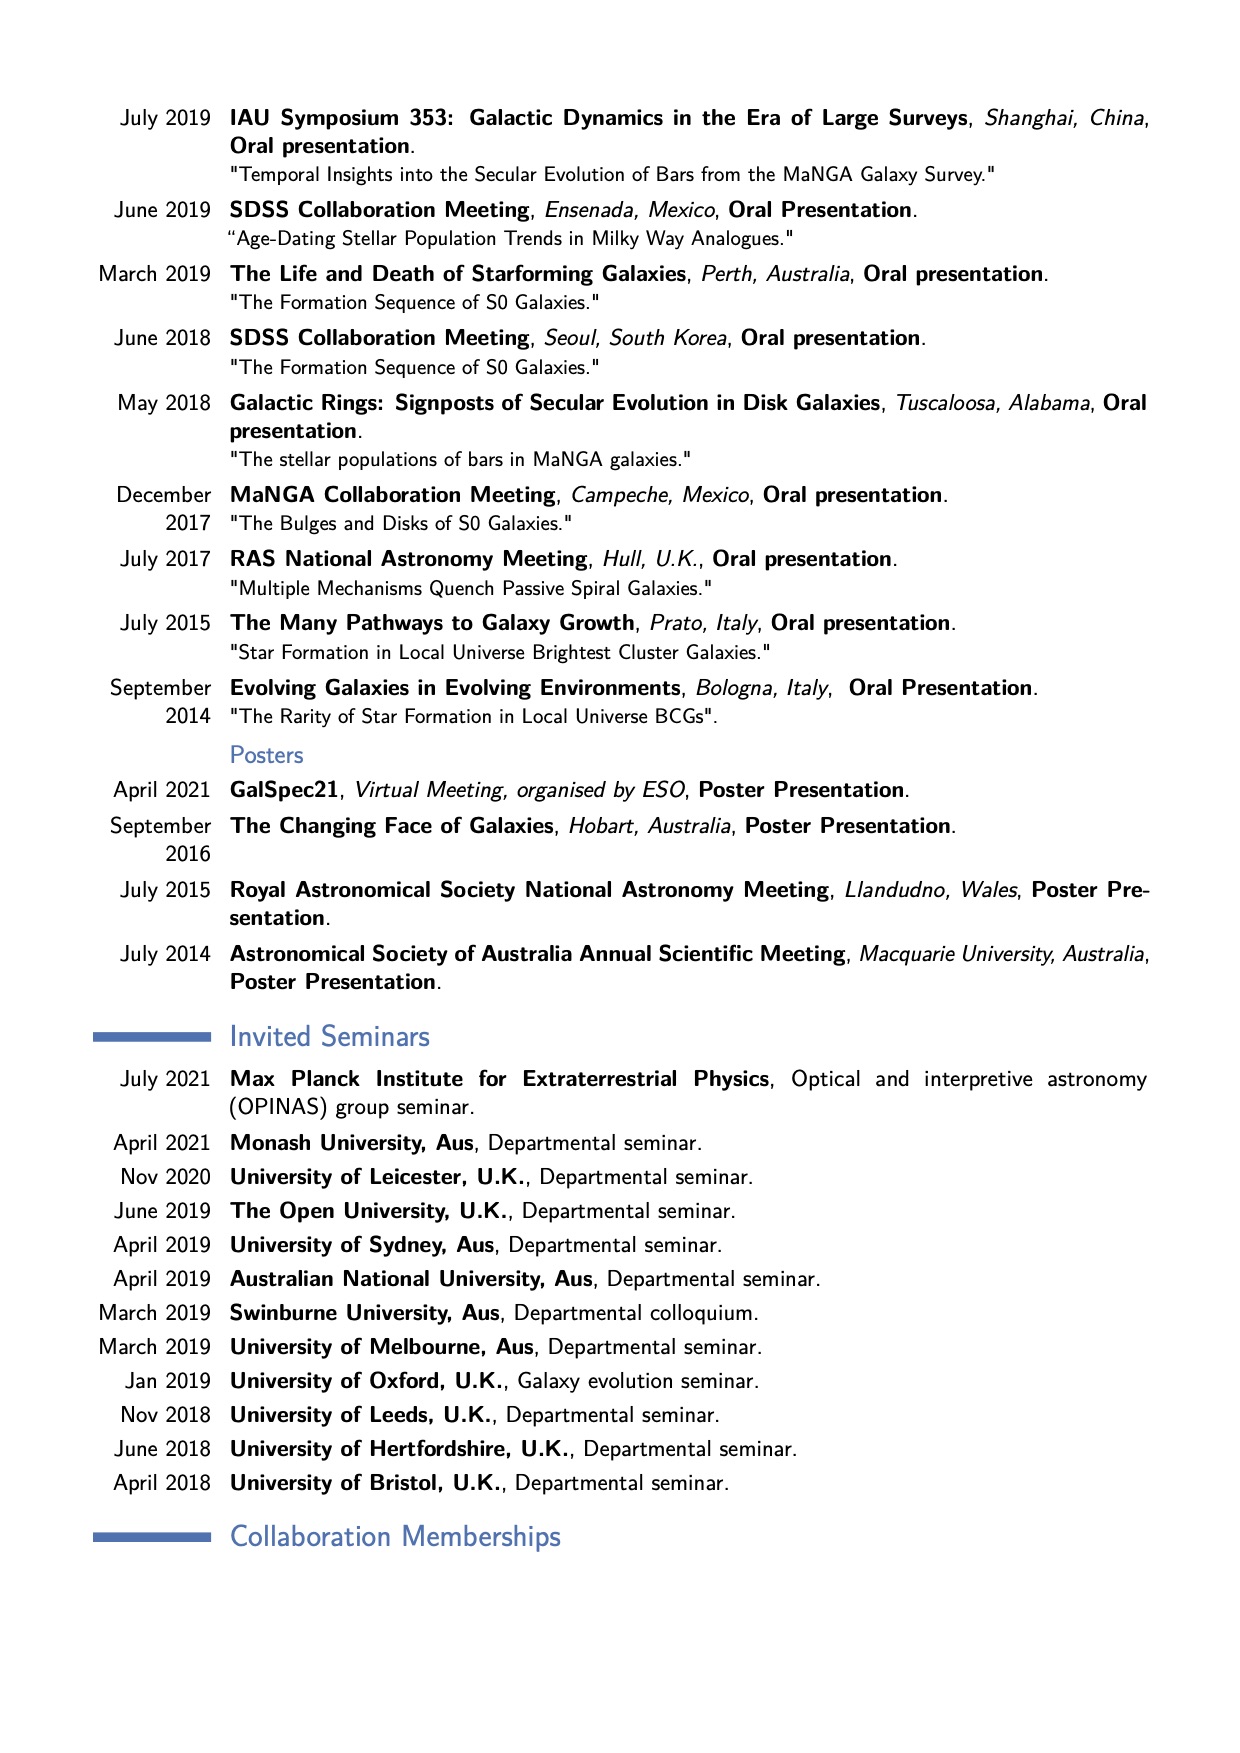 July 2019 IAU Symposium 353: Galactic Dynamics in the Era of Large Surveys, Shanghai, China,
Oral presentation.
"Temporal Insights into the Secular Evolution of Bars from the MaNGA Galaxy Survey."
June 2019 SDSS Collaboration Meeting, Ensenada, Mexico, Oral Presentation.
“Age-Dating Stellar Population Trends in Milky Way Analogues."
March 2019 The Life and Death of Starforming Galaxies, Perth, Australia, Oral presentation.
"The Formation Sequence of S0 Galaxies."
June 2018 SDSS Collaboration Meeting, Seoul, South Korea, Oral presentation.
"The Formation Sequence of S0 Galaxies."
May 2018 Galactic Rings: Signposts of Secular Evolution in Disk Galaxies, Tuscaloosa, Alabama, Oral
presentation.
"The stellar populations of bars in MaNGA galaxies."
December MaNGA Collaboration Meeting, Campeche, Mexico, Oral presentation.
2017 "The Bulges and Disks of S0 Galaxies."
July 2017 RAS National Astronomy Meeting, Hull, U.K., Oral presentation.
"Multiple Mechanisms Quench Passive Spiral Galaxies."
July 2015 The Many Pathways to Galaxy Growth, Prato, Italy, Oral presentation.
"Star Formation in Local Universe Brightest Cluster Galaxies."
September Evolving Galaxies in Evolving Environments, Bologna, Italy, Oral Presentation.
2014 "The Rarity of Star Formation in Local Universe BCGs".
Posters
April 2021 GalSpec21, Virtual Meeting, organised by ESO, Poster Presentation.
September The Changing Face of Galaxies, Hobart, Australia, Poster Presentation.
2016
July 2015 Royal Astronomical Society National Astronomy Meeting, Llandudno, Wales, Poster Pre-
sentation.
July 2014 Astronomical Society of Australia Annual Scientific Meeting, Macquarie University, Australia,
Poster Presentation.
Invited Seminars
July 2021 Max Planck Institute for Extraterrestrial Physics, Optical and interpretive astronomy
(OPINAS) group seminar.
April 2021 Monash University, Aus, Departmental seminar.
Nov 2020 University of Leicester, U.K., Departmental seminar.
June 2019 The Open University, U.K., Departmental seminar.
April 2019 University of Sydney, Aus, Departmental seminar.
April 2019 Australian National University, Aus, Departmental seminar.
March 2019 Swinburne University, Aus, Departmental colloquium.
March 2019 University of Melbourne, Aus, Departmental seminar.
Jan 2019 University of Oxford, U.K., Galaxy evolution seminar.
Nov 2018 University of Leeds, U.K., Departmental seminar.
June 2018 University of Hertfordshire, U.K., Departmental seminar.
April 2018 University of Bristol, U.K., Departmental seminar.
Collaboration Memberships